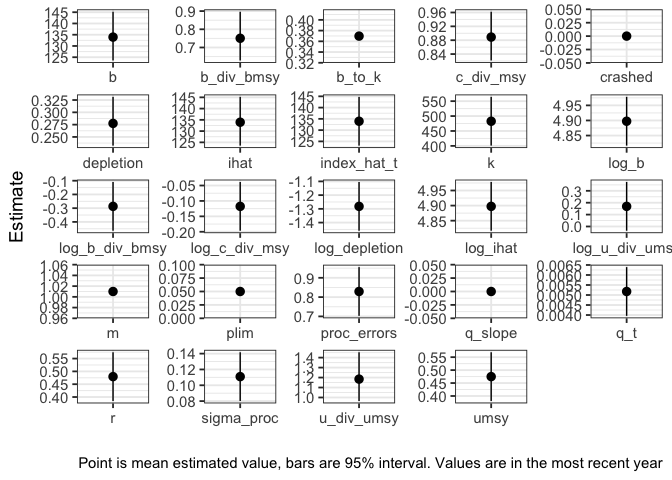 145 0.9 0.40 0.96 0.050
140 0.8 0.38 0.92 0.025
135 0.7 0.36 0.88 0.000
130 0.34 0.84 -0.025
125 0.32 -0.050
b b_div_bmsy b_to_k c_div_msy crashed
0.325 145 145 550 4.95
0.300 140 140 500 4.90
0.275 135 135 450 4.85
0.250 130 130 400
125 125
depletion ihat index_hat_t k log_b
Estimate
-0.1 -0.05 -1.1 4.95 0.3
-0.2 -0.10 -1.2 4.90 0.2
-0.3 -0.15 -1.3 4.85 0.1
-0.4 -0.20 -1.4 0.0
log_b_div_bmsy log_c_div_msy log_depletion log_ihat log_u_div_ums
1.06 0.100 0.9 0.050 0.0065
1.04 0.075 0.8 0.025 0.0060
1.02 0.050 0.7 0.000 0.0055
1.00 0.025 -0.025 0.0050
0.98 0.000 -0.050 0.0045
0.96 0.0040
m plim proc_errors q_slope q_t
0.55 0.14 1.4 0.55
0.50 0.12 1.3 0.50
0.45 0.10 1.2 0.45
0.40 0.08 1.1 0.40
1.0
r sigma_proc u_div_umsy umsy
Point is mean estimated value, bars are 95% interval. Values are in the most recent year